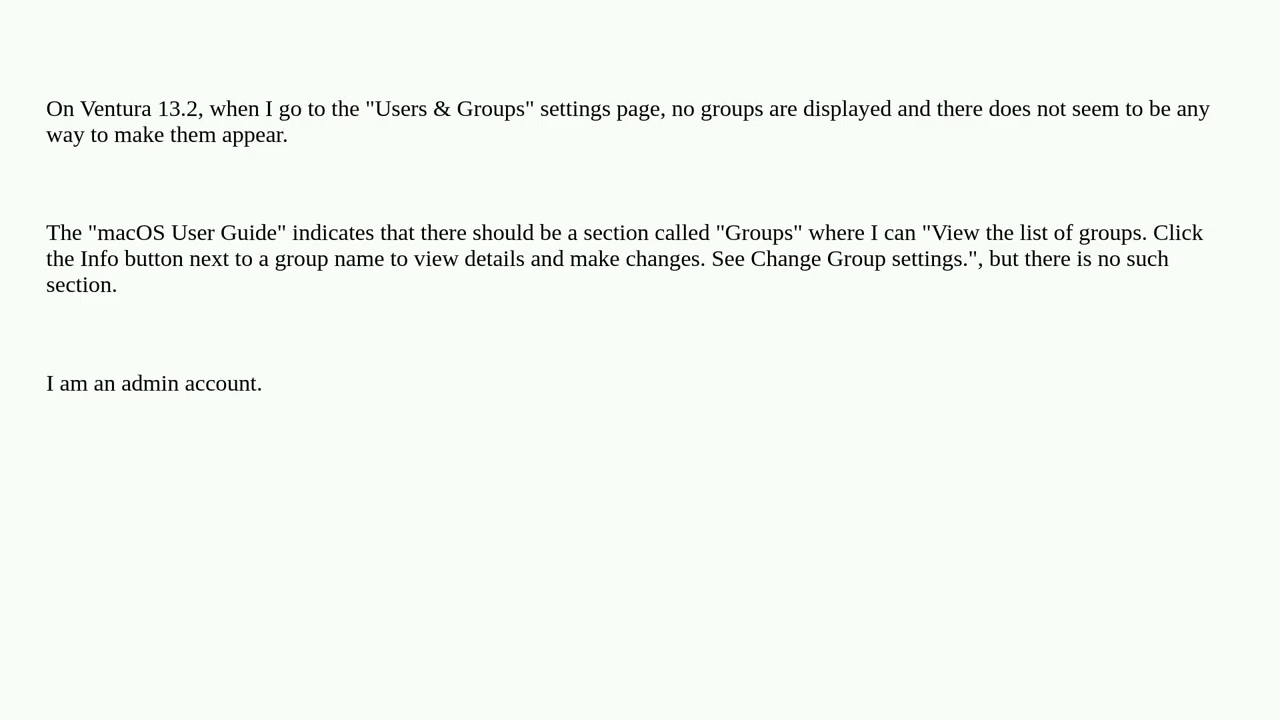 On Ventura 13.2, when I go to the "Users & Groups" settings page, no groups are displayed and there does not seem to be any
way to make them appear.
The "macOS User Guide" indicates that there should be a section called "Groups" where I can "View the list of groups. Click
the Info button next to a group name to view details and make changes. See Change Group settings.", but there is no such
section.
I am an admin account.